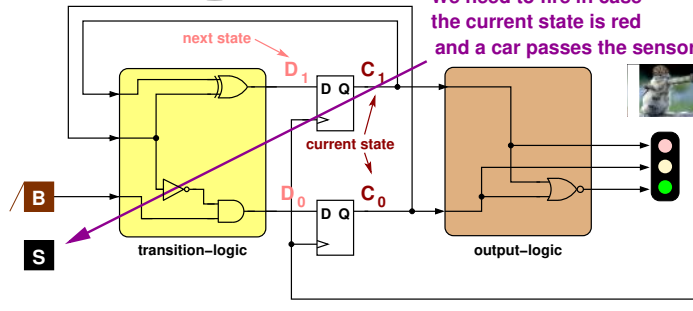 We need to fire in case
the current state is red
and a car passes the sensor
next state
D1
C1
D Q
current state
B
D0
C0
D Q
S
transition-logic
output-logic